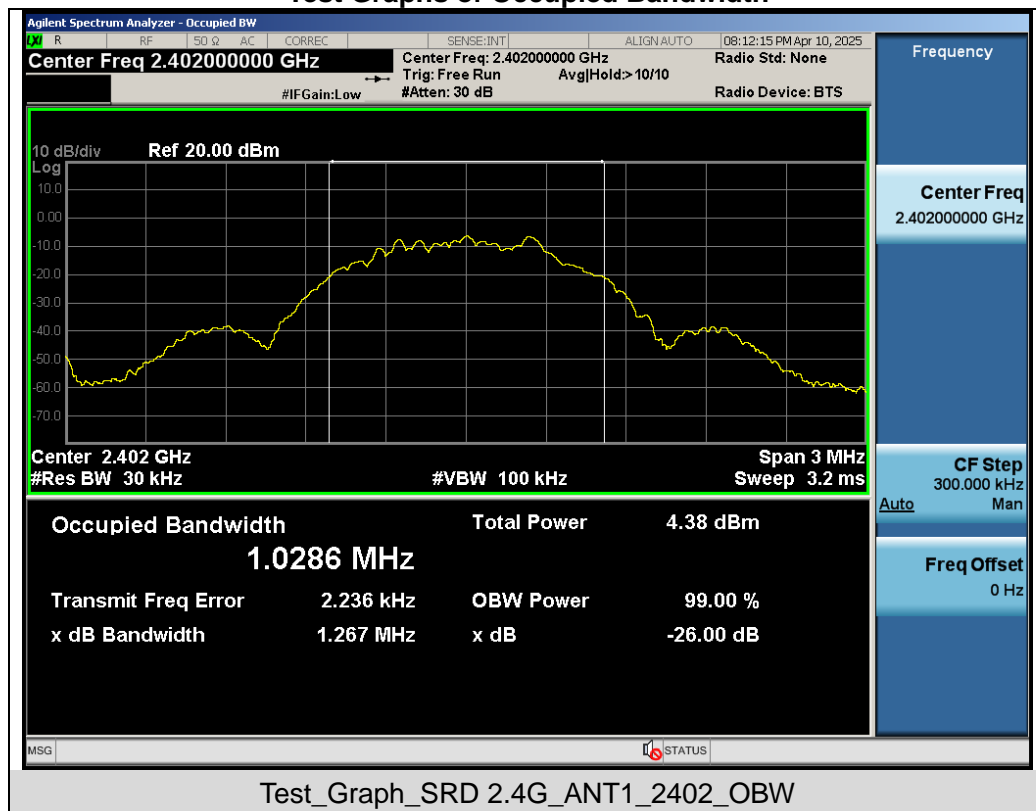 Test Graphs of Occupied Bandwidth
Agilent Spectrum Analyzer - Occupied BW
LXI R RF 50 Ω AC CORREC SENSE:INT ALIGN AUTO 08:12:15 PM Apr 10, 2025
Center Freq 2.402000000 GHz Center Freq: 2.402000000 GHz Radio Std: None Frequency
Trig: Free Run Avg|Hold:>10/10
#IFGain:Low #Atten: 30 dB Radio Device: BTS
10 dB/div Ref 20.00 dBm
Log
10.0
0.00
-10.0
-20.0
-30.0
-40.0
-50.0
-60.0
-70.0
Center 2.402 GHz Span 3 MHz
#Res BW 30 kHz #VBW 100 kHz Sweep 3.2 ms
Center Freq
2.402000000 GHz
CF Step
300.000 kHz
Auto Man
Freq Offset
0 Hz
Occupied Bandwidth Total Power 4.38 dBm
1.0286 MHz
Transmit Freq Error 2.236 kHz OBW Power 99.00 %
x dB Bandwidth 1.267 MHz x dB -26.00 dB
MSG STATUS
Test_Graph_SRD 2.4G_ANT1_2402_OBW